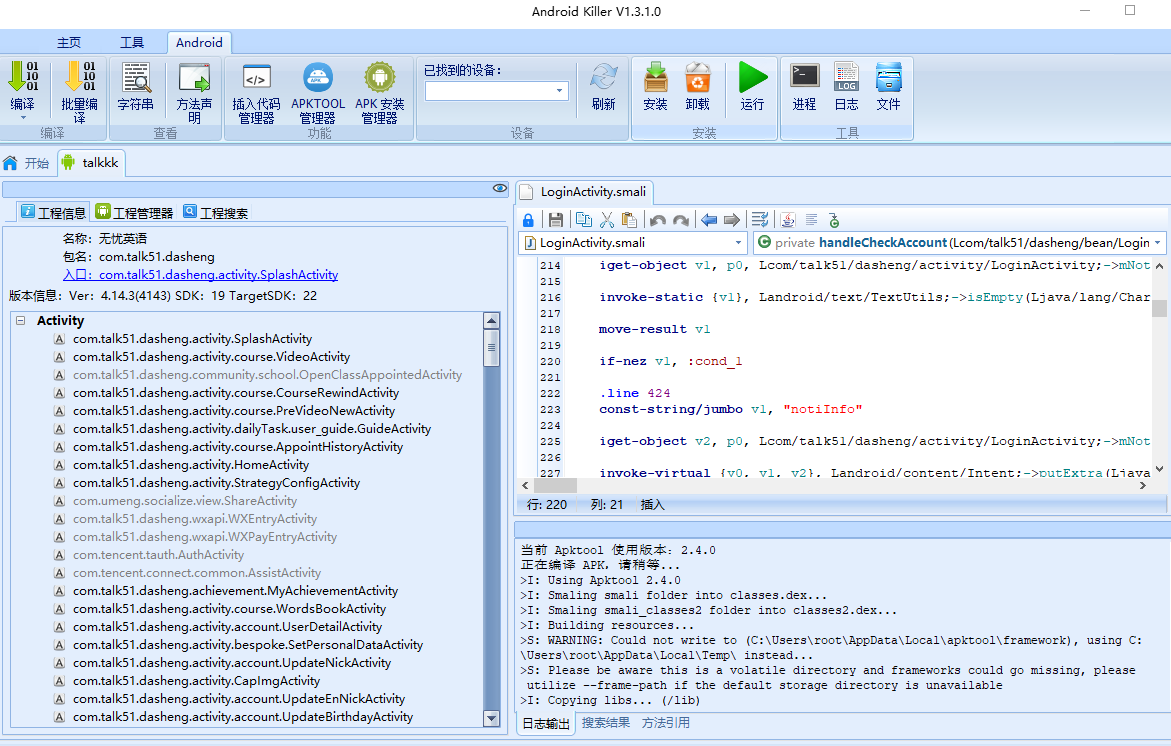 Android Killer V1.3.1.0
主页 工具 Android
编译 批量编译 字符串 方法声明 插入代码管理器 APKTOOL管理器 APK 安装管理器 已找到的设备: 刷新 安装 卸载 运行 进程 日志 文件
编译 查看 功能 设备 安装 工具
开始 talkkk
工程信息 工程管理器 工程搜索
名称: 无忧英语
包名: com.talk51.dasheng
入口: com.talk51.dasheng.activity.SplashActivity
版本信息: Ver: 4.14.3(4143) SDK: 19 TargetSDK: 22
Activity
com.talk51.dasheng.activity.SplashActivity
com.talk51.dasheng.activity.course.VideoActivity
com.talk51.dasheng.community.school.OpenClassAppointedActivity
com.talk51.dasheng.activity.course.CourseRewindActivity
com.talk51.dasheng.activity.course.PreVideoNewActivity
com.talk51.dasheng.activity.dailyTask.user_guide.GuideActivity
com.talk51.dasheng.activity.course.AppointHistoryActivity
com.talk51.dasheng.activity.HomeActivity
com.talk51.dasheng.activity.StrategyConfigActivity
com.umeng.socialize.view.ShareActivity
com.talk51.dasheng.wxapi.WXEntryActivity
com.talk51.dasheng.wxapi.WXPayEntryActivity
com.tencent.tauth.AuthActivity
com.tencent.connect.common.AssistActivity
com.talk51.dasheng.achievement.MyAchievementActivity
com.talk51.dasheng.activity.course.WordsBookActivity
com.talk51.dasheng.activity.account.UserDetailActivity
com.talk51.dasheng.activity.bespoke.SetPersonalDataActivity
com.talk51.dasheng.activity.account.UpdateNickActivity
com.talk51.dasheng.activity.CapImgActivity
com.talk51.dasheng.activity.account.UpdateEnNickActivity
com.talk51.dasheng.activity.account.UpdateBirthdayActivity
LoginActivity.smali
LoginActivity.smali private handleCheckAccount(Lcom/talk51/dasheng/bean/Login
214 iget-object v1, p0, Lcom/talk51/dasheng/activity/LoginActivity;->mNot
215
216 invoke-static {v1}, Landroid/text/TextUtils;->isEmpty(Ljava/lang/Char
217
218 move-result v1
219
220 if-nez v1, :cond_1
221
222 .line 424
223 const-string/jumbo v1, "notiInfo"
224
225 iget-object v2, p0, Lcom/talk51/dasheng/activity/LoginActivity;->mNot
226
227 invoke-virtual {v0, v1, v2}, Landroid/content/Intent;->putExtra(Ljava
行: 220 列: 21 插入
当前 Apktool 使用版本: 2.4.0
正在编译 APK, 请稍等...
>I: Using Apktool 2.4.0
>I: Smaling smali folder into classes.dex...
>I: Smaling smali_classes2 folder into classes2.dex...
>I: Building resources...
>S: WARNING: Could not write to (C:\Users\root\AppData\Local\apktool\framework), using C:
\Users\root\AppData\Local\Temp\ instead...
>S: Please be aware this is a volatile directory and frameworks could go missing, please
utilize --frame-path if the default storage directory is unavailable
>I: Copying libs... (/lib)
日志输出 搜索结果 方法引用